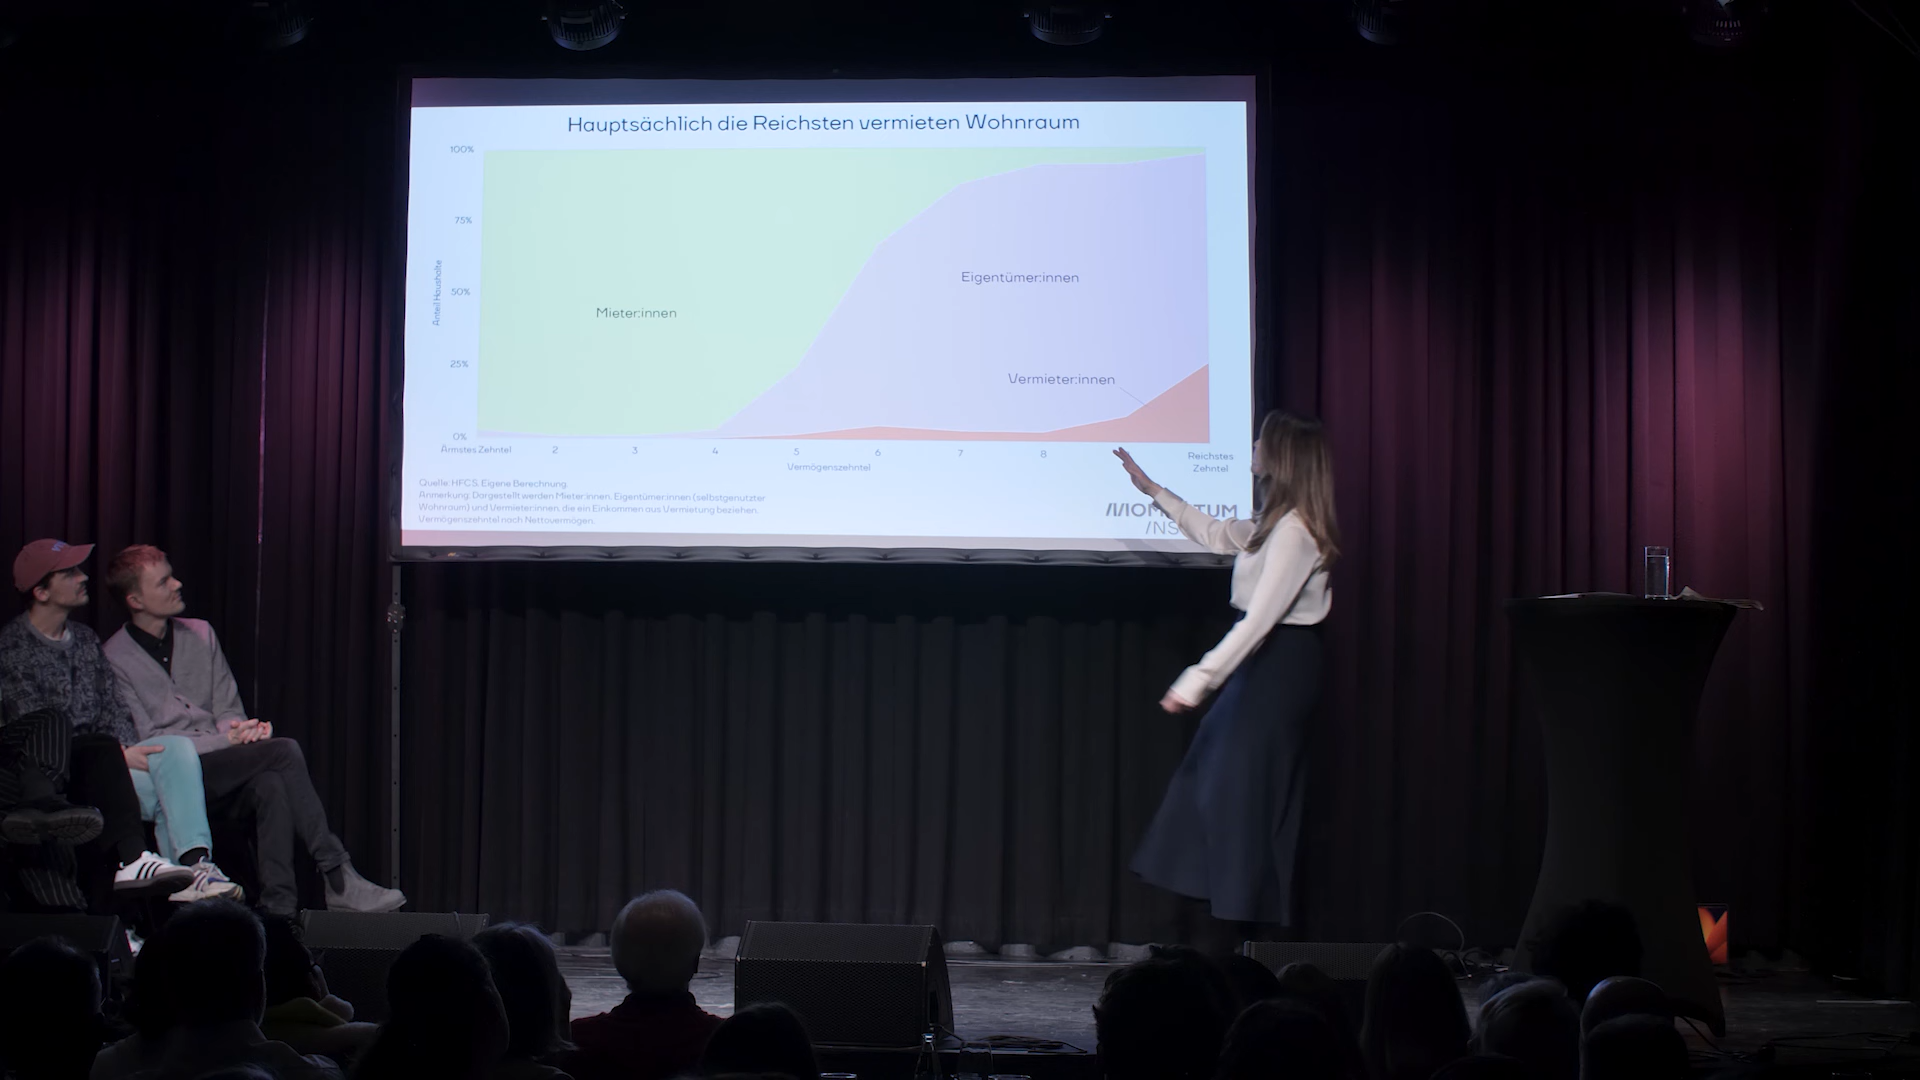 Hauptsächlich die Reichsten vermieten Wohnraum
100%
75%
50%
25%
0%
Anteil Haushalte
Mieter:innen
Eigentümer:innen
Vermieter:innen
Ärmstes Zehntel
2
3
4
5
6
7
8
Reichstes
Zehntel
Vermögenszehntel
Quelle: HFCS. Eigene Berechnung.
Anmerkung: Dargestellt werden Mieter:innen, Eigentümer:innen (selbstgenutzter
Wohnraum) und Vermieter:innen, die ein Einkommen aus Vermietung beziehen.
Vermögenszehntel nach Nettovermögen.